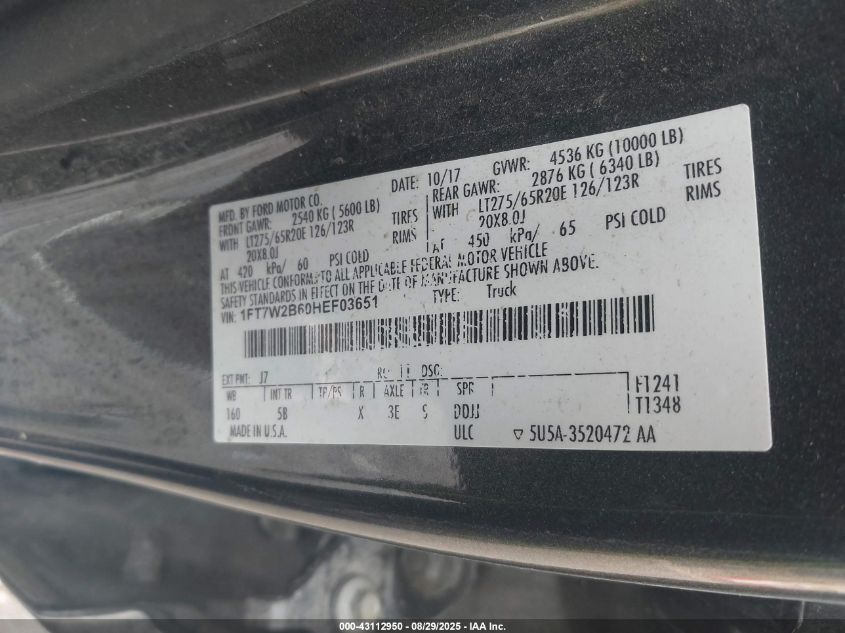 MFD. BY FORD MOTOR CO.
DATE: 10/17 GVWR: 4536 KG (10000 LB)
FRONT GAWR: 2540 KG (5600 LB) REAR GAWR: 2876 KG (6340 LB)
WITH LT275/65R20E 126/123R TIRES WITH LT275/65R20E 126/123R TIRES
20X8.0J RIMS 20X8.0J RIMS
AT 420 kPa/ 60 PSI COLD AT 450 kPa/ 65 PSI COLD
THIS VEHICLE CONFORMS TO ALL APPLICABLE FEDERAL MOTOR VEHICLE
SAFETY STANDARDS IN EFFECT ON THE DATE OF MANUFACTURE SHOWN ABOVE.
VIN: 1FT7W2B60HEF03651 TYPE: Truck
EXT PNT: J7 DSO:
WB INT TR TP/PS R AXLE TR SPR F1241
160 5B X 3E DDJJ T1348
MADE IN U.S.A. ULC ▽ 5U5A-3520472 AA
000-43112950 - 08/29/2025 - IAA Inc.